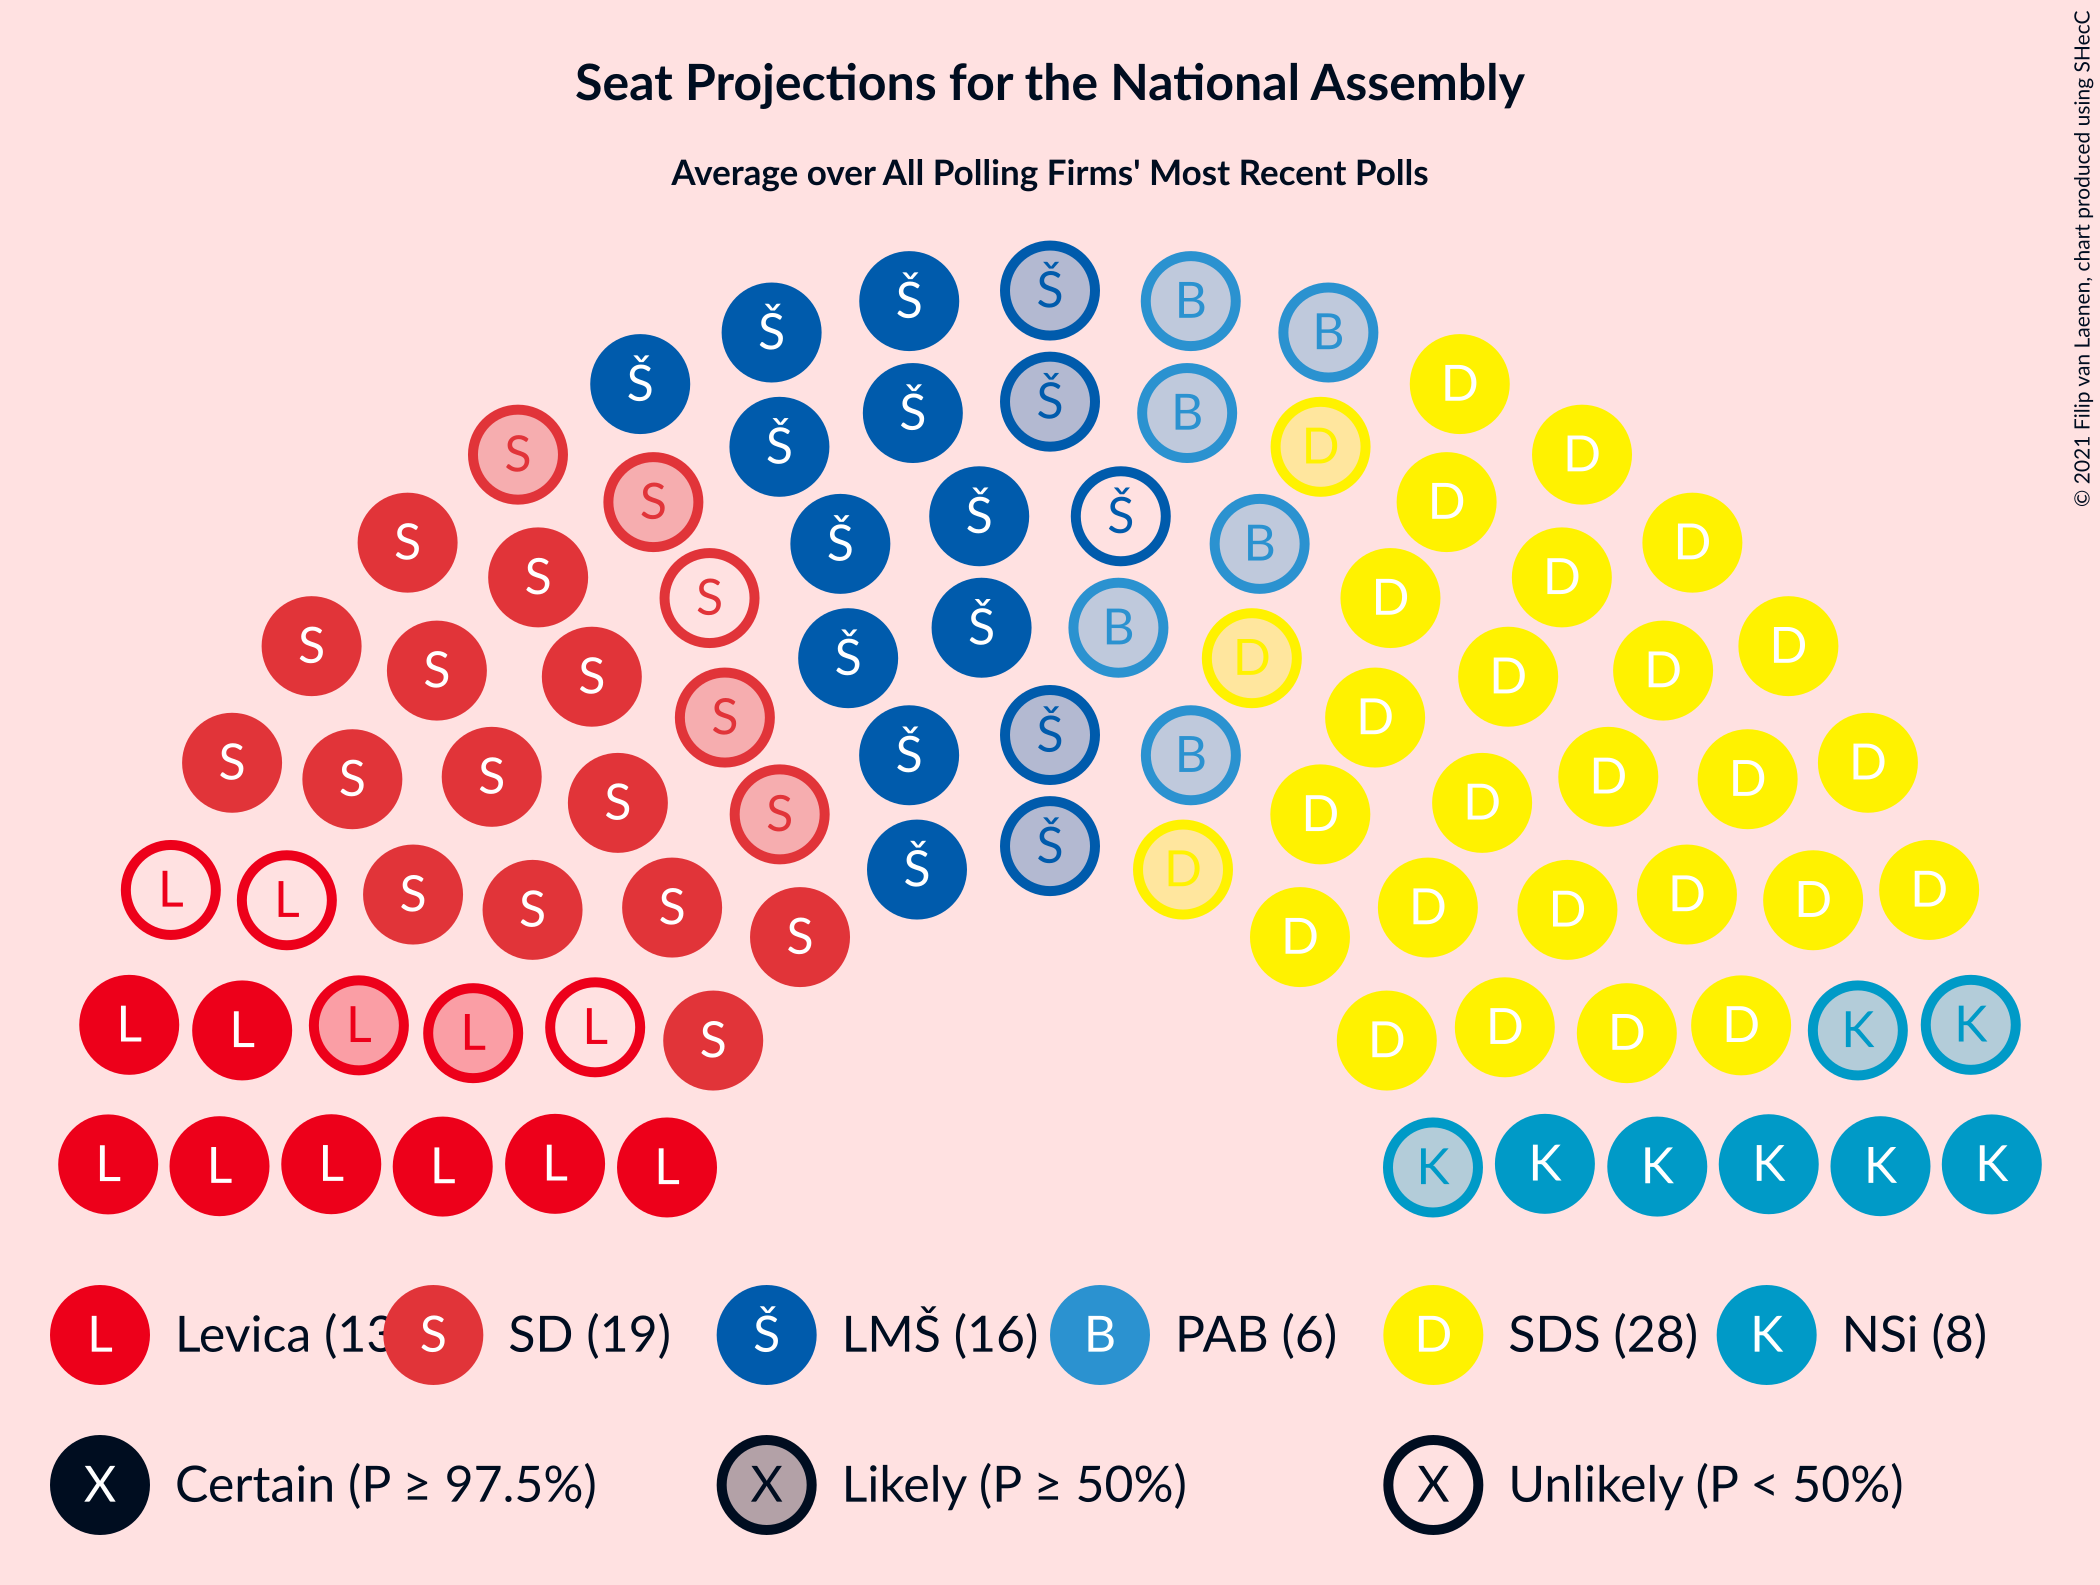 Seat Projections for the National Assembly
Average over All Polling Firms' Most Recent Polls
© 2021 Filip van Laenen, chart produced using SHecC
Š Š Š B B
Š Š D
S Š Š B D D
S Š Š Š B D
S S D D
S S Š Š B D D
S S D D
S Š Š B D D
S S S D D D
S S S S Š Š B D D D D D
S S D D
L L S S S S Š Š D D D D D D D
L L L L L S D D D D K K
L L L L L L K K K K K K
L Levica (13 S SD (19) Š LMŠ (16) B PAB (6) D SDS (28) K NSi (8)
X Certain (P ≥ 97.5%) X Likely (P ≥ 50%) X Unlikely (P < 50%)